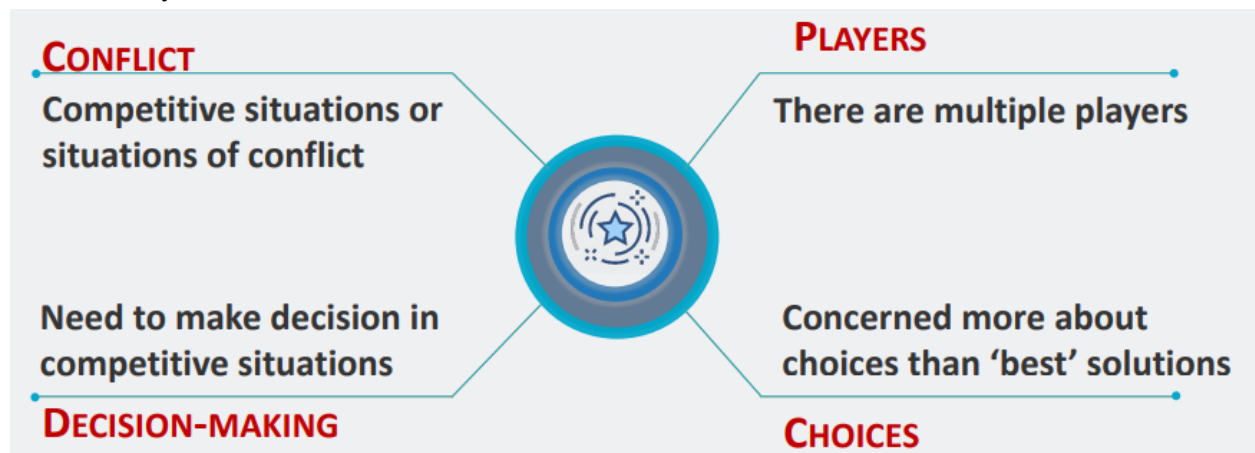 CONFLICT
Competitive situations or
situations of conflict
PLAYERS
There are multiple players
Need to make decision in
competitive situations
DECISION-MAKING
Concerned more about
choices than ‘best’ solutions
CHOICES